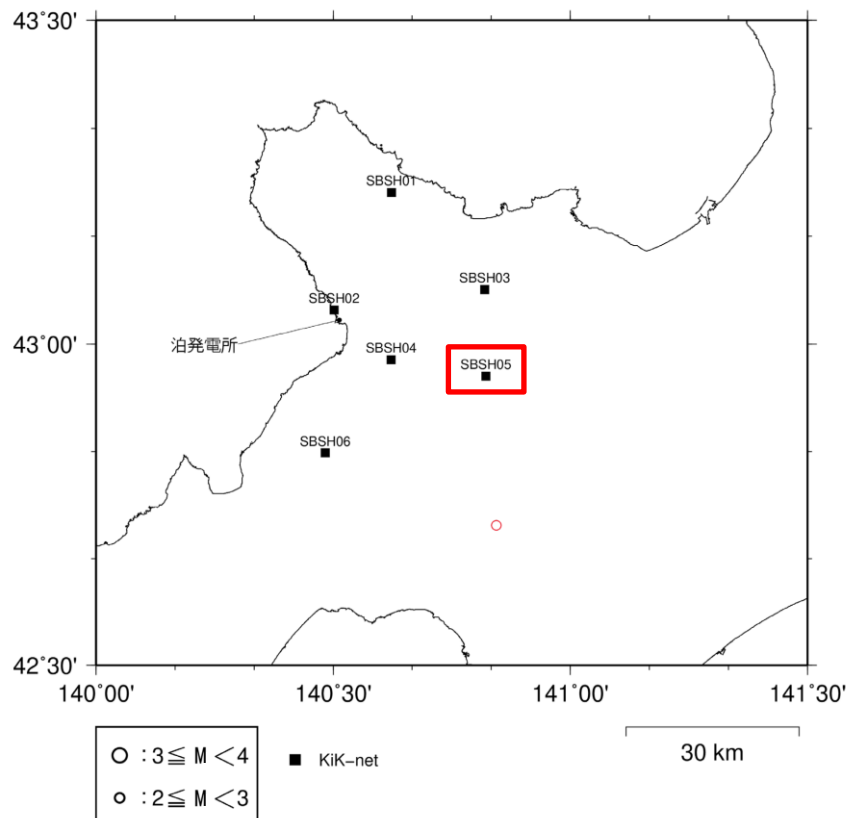 43°30'
SBSH01
SBSH03
SBSH02
泊発電所
43°00'
SBSH04
SBSH05
SBSH06
42°30'
140°00'
140°30'
141°00'
141°30'
○ :3≦ M <4
■ KiK-net
30 km
○ :2≦ M <3